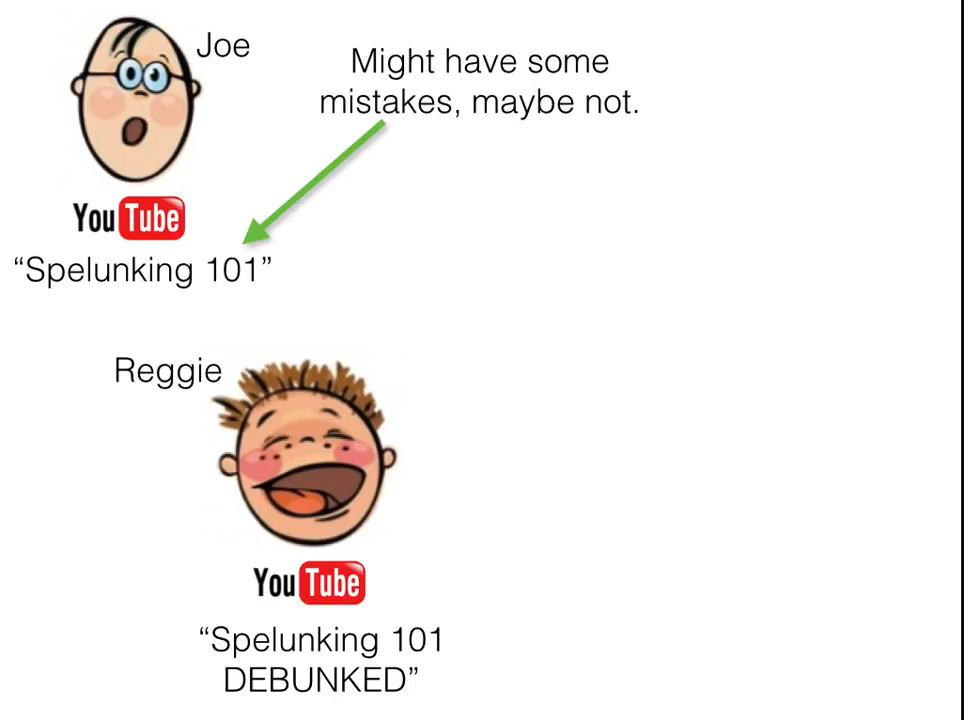 Joe
Might have some
mistakes, maybe not.
YouTube
“Spelunking 101”
Reggie
YouTube
“Spelunking 101
DEBUNKED”